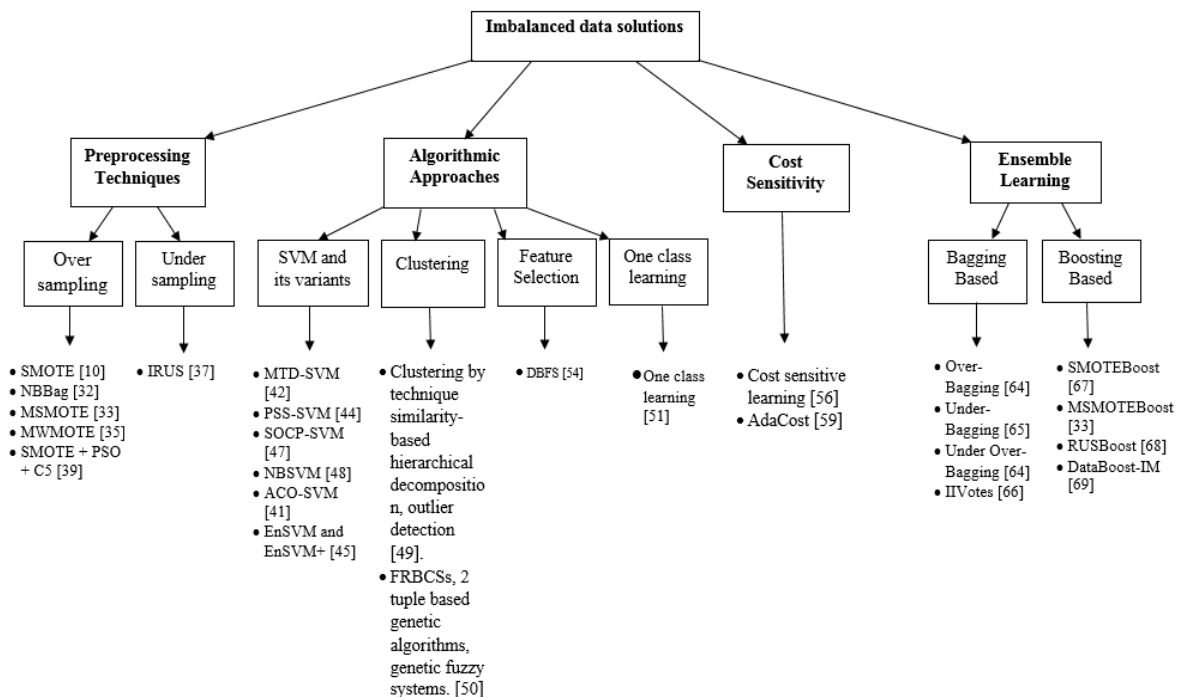 Imbalanced data solutions
Preprocessing
Techniques
Algorithmic
Approaches
Cost
Sensitivity
Ensemble
Learning
Over
sampling
Under
sampling
SVM and
its variants
Clustering
Feature
Selection
One class
learning
Bagging
Based
Boosting
Based
• SMOTE [10]
• NBBag [32]
• MSMOTE [33]
• MWMOTE [35]
• SMOTE + PSO
+ C5 [39]
• IRUS [37]
• MTD-SVM
[42]
• PSS-SVM [44]
• SOCP-SVM
[47]
• NBSVM [48]
• ACO-SVM
[41]
• EnSVM and
EnSVM+ [45]
• Clustering by
technique
similarity-
based
hierarchical
decompositio
n, outlier
detection
[49].
• FRBCSs, 2
tuple based
genetic
algorithms,
genetic fuzzy
systems. [50]
• DBFS [54]
• One class
learning
[51]
• Cost sensitive
learning [56]
• AdaCost [59]
• Over-
Bagging [64]
• Under-
Bagging [65]
• Under Over-
Bagging [64]
• IIVotes [66]
• SMOTEBoost
[67]
• MSMOTEBoost
[33]
• RUSBoost [68]
• DataBoost-IM
[69]